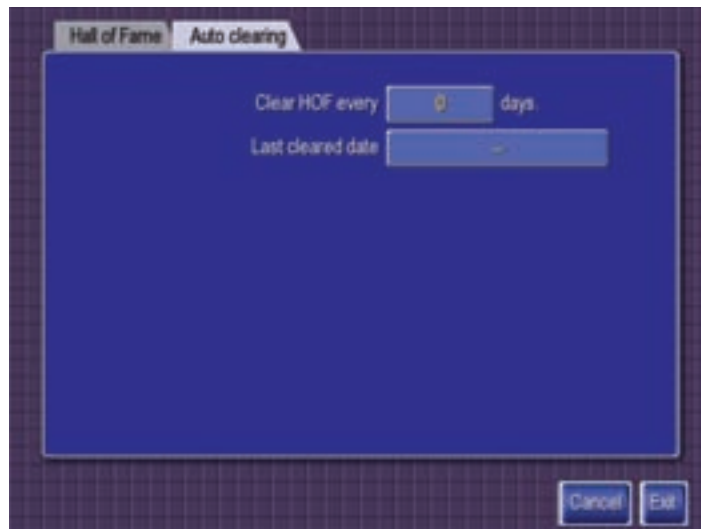 Hall of Fame Auto clearing
Clear HOF every 0 days.
Last cleared date
Cancel Exit